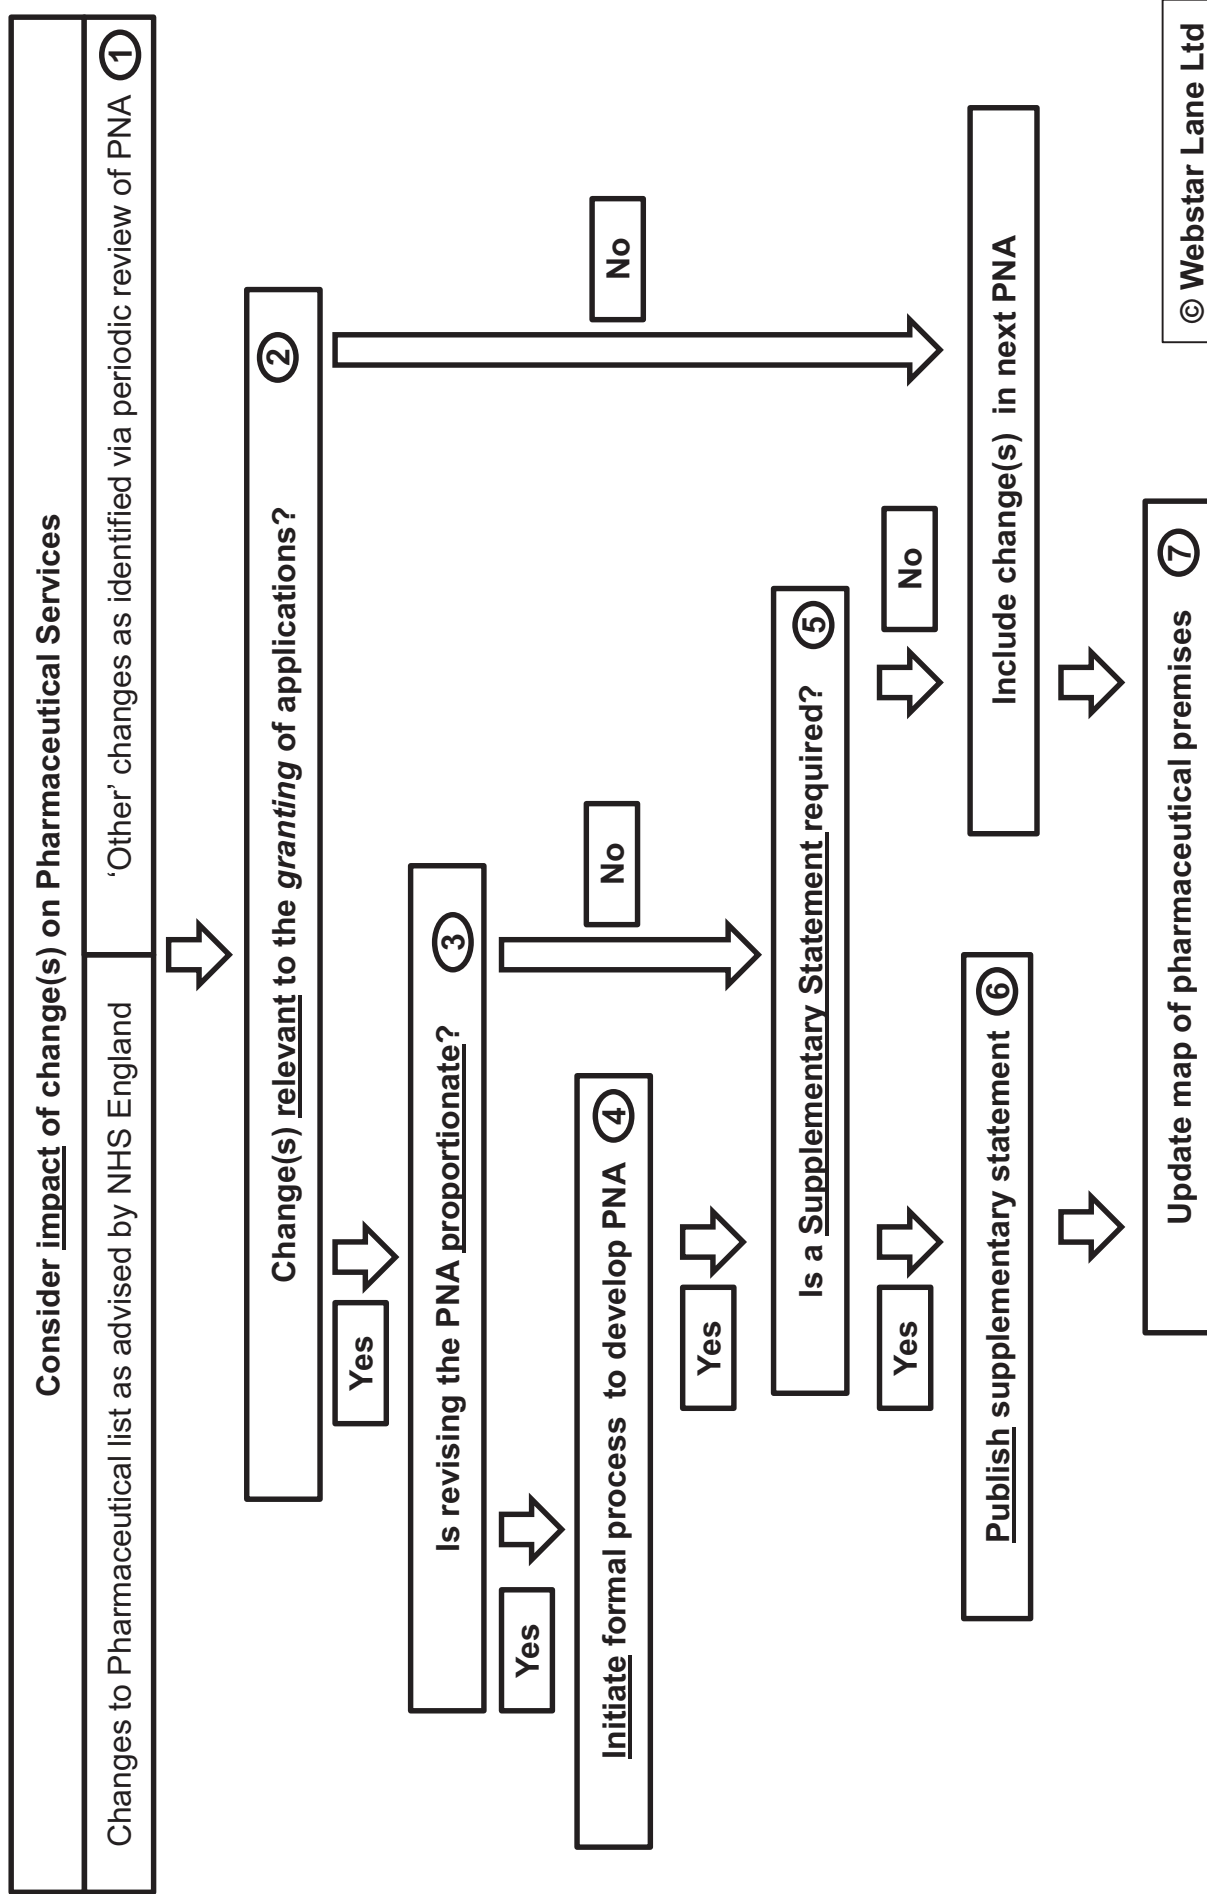 Consider impact of change(s) on Pharmaceutical Services
Changes to Pharmaceutical list as advised by NHS England
‘Other’ changes as identified via periodic review of PNA 1
Change(s) relevant to the granting of applications? 2
Yes
No
Is revising the PNA proportionate? 3
Yes
No
Initiate formal process to develop PNA 4
Yes
Is a Supplementary Statement required? 5
Yes
No
Publish supplementary statement 6
Include change(s) in next PNA
Update map of pharmaceutical premises 7
© Webstar Lane Ltd